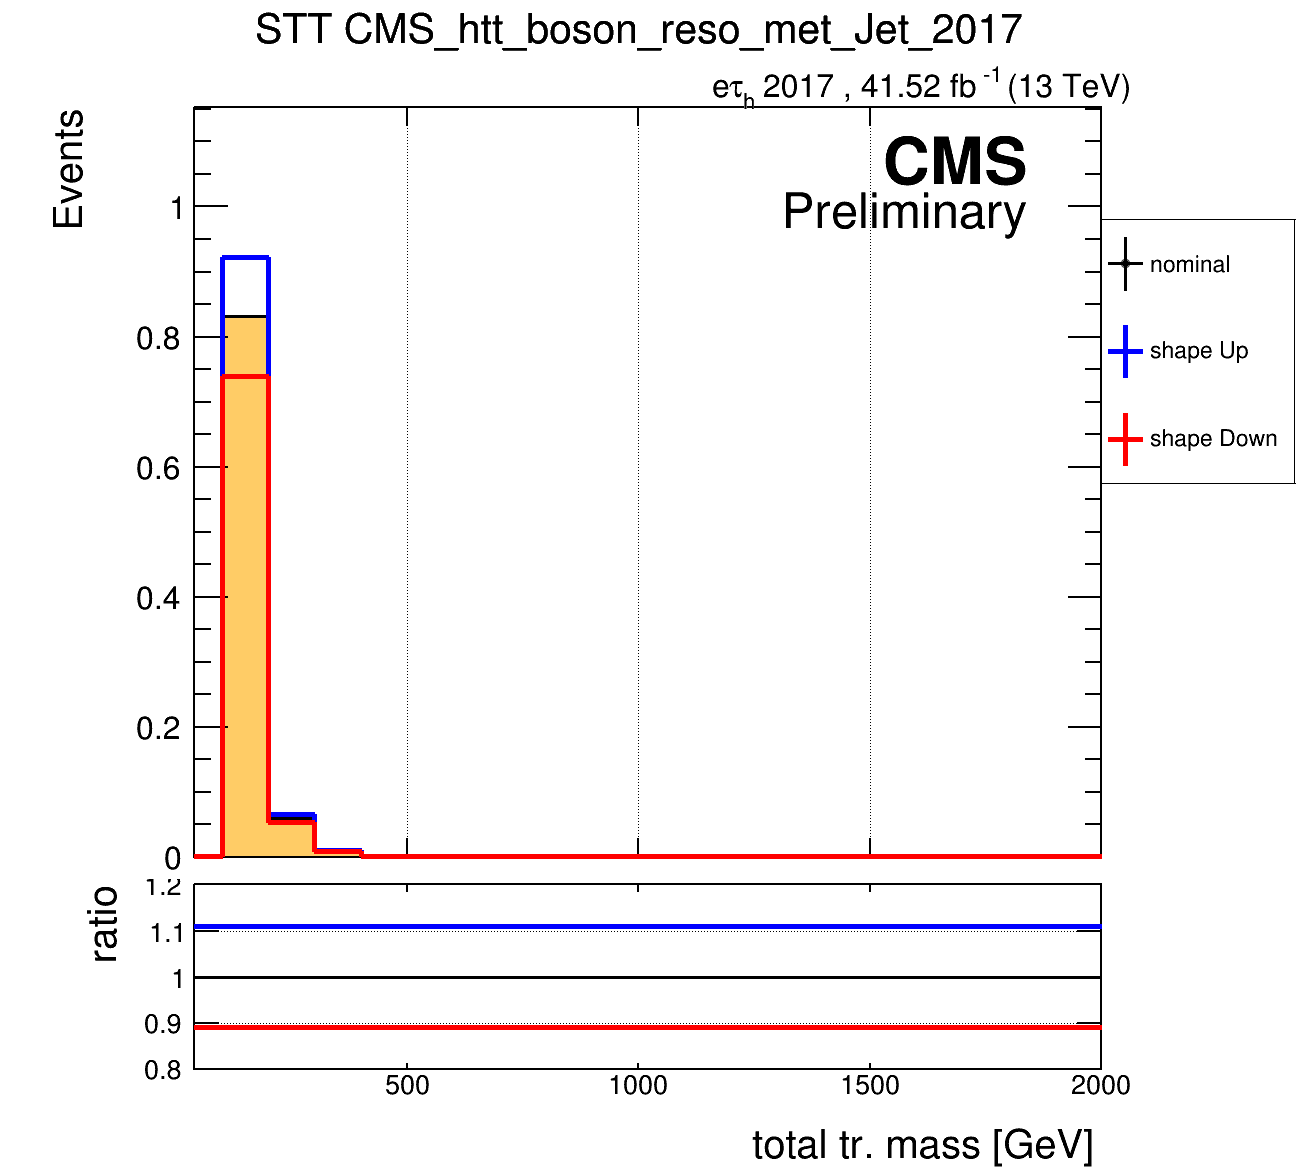 STT CMS_htt_boson_reso_met_Jet_2017
eτh 2017 , 41.52 fb -1 (13 TeV)
Events
CMS
Preliminary
1
0.8
0.6
0.4
0.2
0
nominal
shape Up
shape Down
ratio
1.2
1.1
1
0.9
0.8
500
1000
1500
2000
total tr. mass [GeV]